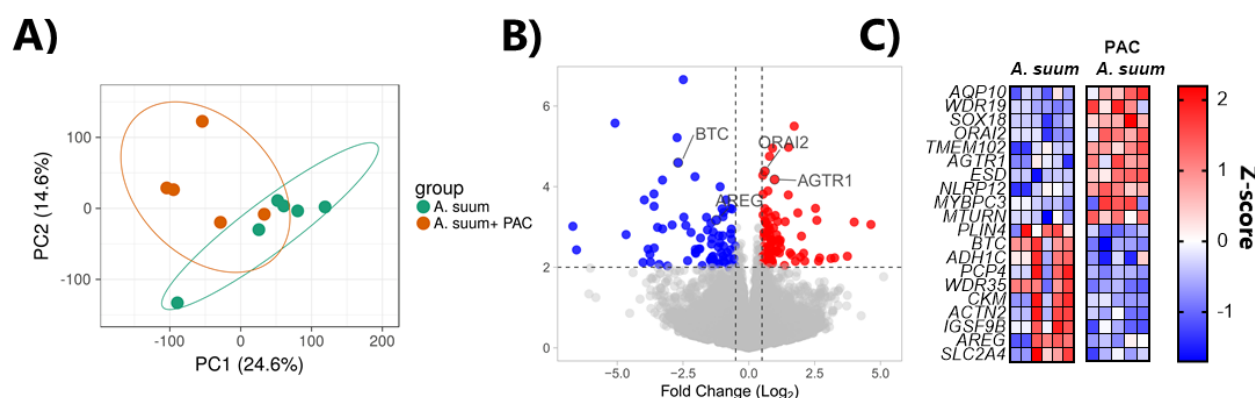 A)
100
0
-100
PC2 (14.6%)
-100
0
100
200
PC1 (24.6%)
group
A. suum
A. suum+ PAC
B)
6
4
2
0
BTC
ORAI2
AGTR1
AREG
-5.0
-2.5
0.0
2.5
5.0
Fold Change (Log2)
C)
PAC
A. suum
A. suum
AQP10
WDR19
SOX18
ORAI2
TMEM102
AGTR1
ESD
NLRP12
MYBPC3
MTURN
PLIN4
BTC
ADH1C
PCP4
WDR35
CKM
ACTN2
IGSF9B
AREG
SLC2A4
2
1
0
-1
Z-score